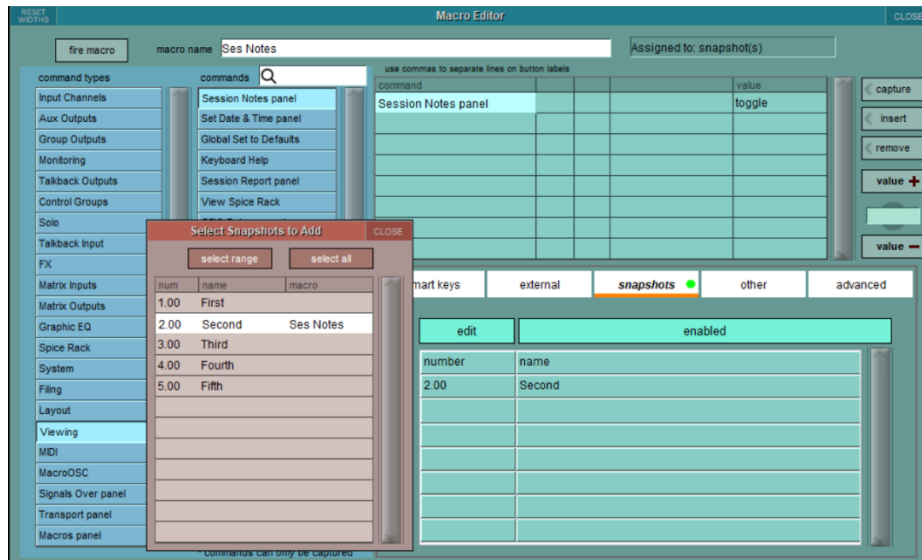 RESET WIDTHS
Macro Editor
CLOSE
fire macro
macro name
Ses Notes
Assigned to: snapshot(s)
command types
commands
use commas to separate lines on button labels
command
value
Input Channels
Session Notes panel
Session Notes panel
toggle
capture
Aux Outputs
Set Date & Time panel
insert
Group Outputs
Global Set to Defaults
remove
Monitoring
Keyboard Help
Talkback Outputs
Session Report panel
value +
Control Groups
View Spice Rack
Solo
Talkback Input
value -
FX
Matrix Inputs
Matrix Outputs
Graphic EQ
Spice Rack
System
Filing
Layout
Viewing
MIDI
MacroOSC
Signals Over panel
Transport panel
Macros panel
* commands can only be captured
Select Snapshots to Add
CLOSE
select range
select all
num name macro
1.00 First
2.00 Second Ses Notes
3.00 Third
4.00 Fourth
5.00 Fifth
mart keys
external
snapshots
other
advanced
edit
enabled
number name
2.00 Second